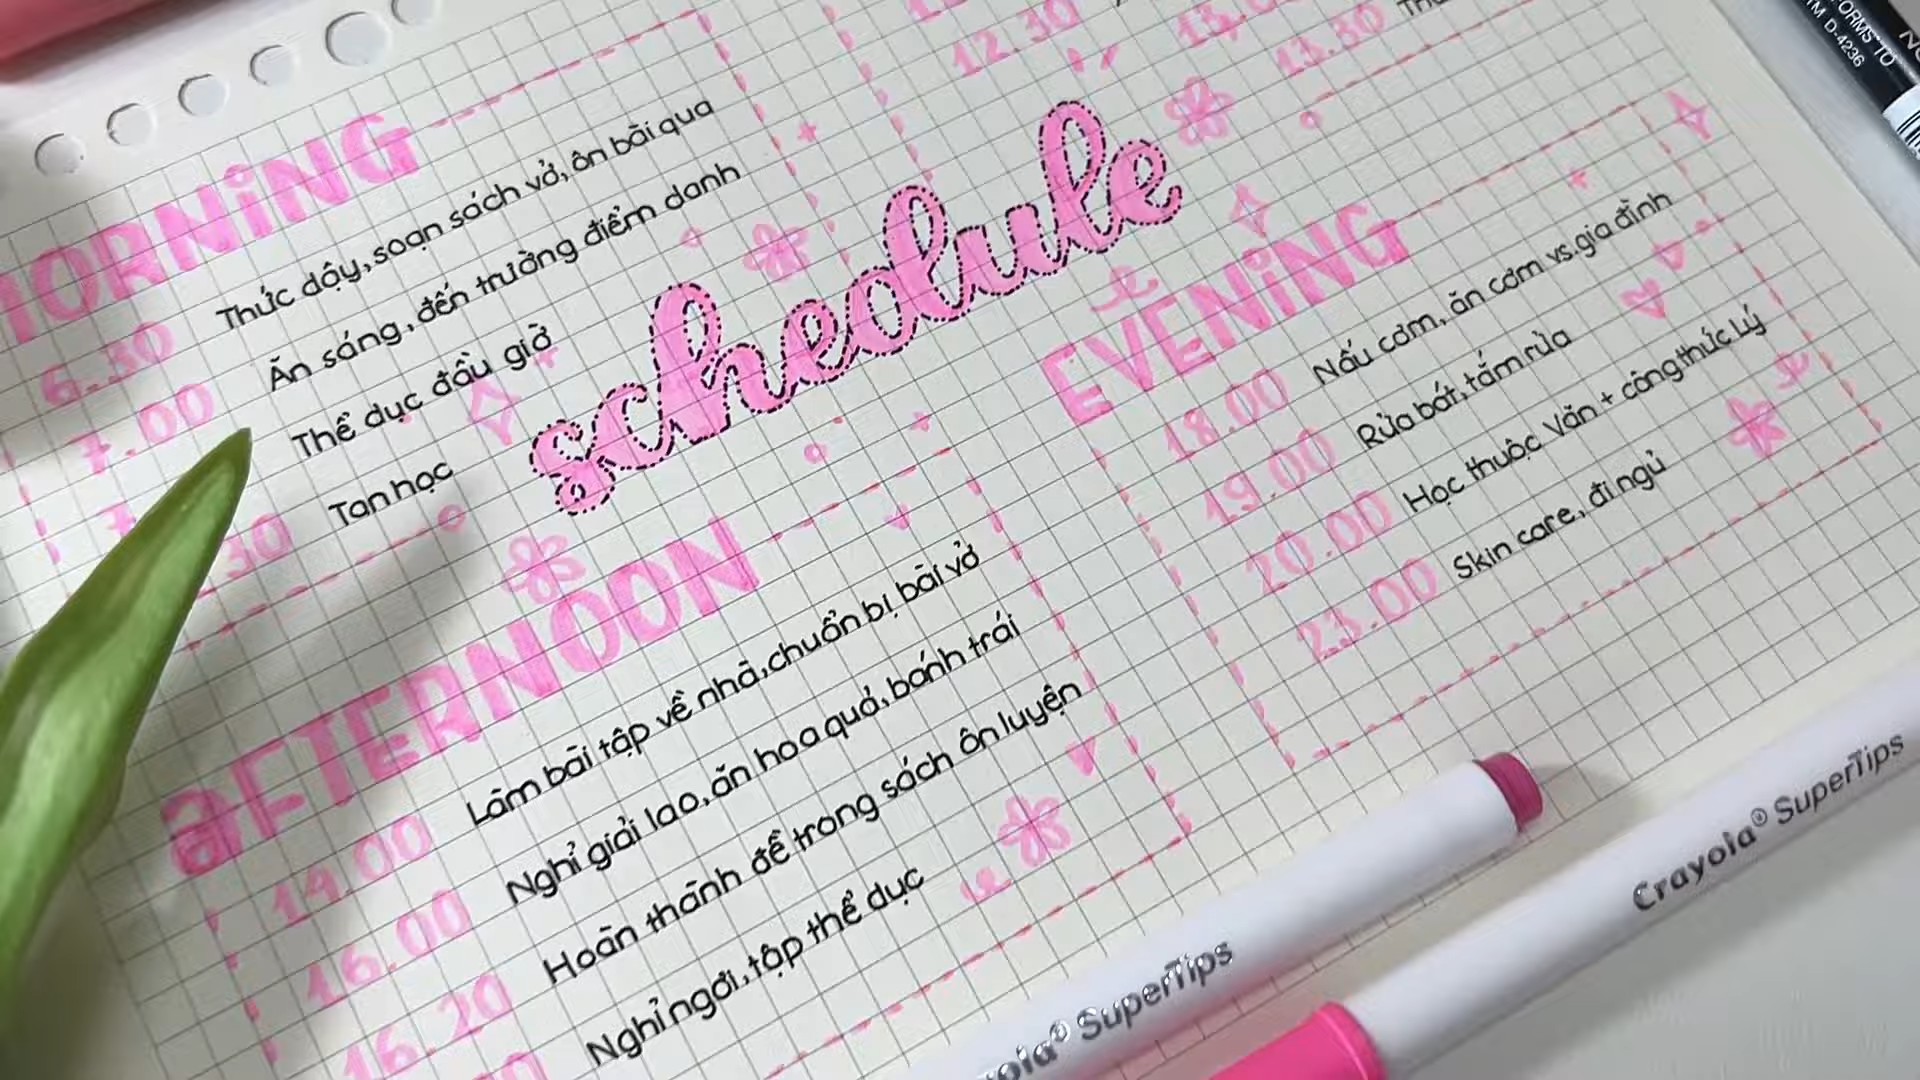 MORNiNG
6.30 Thức dậy, soạn sách vở, ôn bài qua
7.00 Ăn sáng, đến trường điểm danh
Thể dục đầu giờ
30 Tan học
12.30
13.30
schedule
aFTERNOON
14.00 Làm bài tập về nhà, chuẩn bị bài vở
16.00 Nghỉ giải lao, ăn hoa quả, bánh trái
16.20 Hoàn thành đề trong sách ôn luyện
Nghỉ ngơi, tập thể dục
EVENiNG
18.00 Nấu cơm, ăn cơm vs. gia đình
19.00 Rửa bát, tắm rửa
20.00 Học thuộc Văn + công thức Lý
23.00 Skin care, đi ngủ
ORMS TO
TM D-4236
Crayola® SuperTips
ola® SuperTips